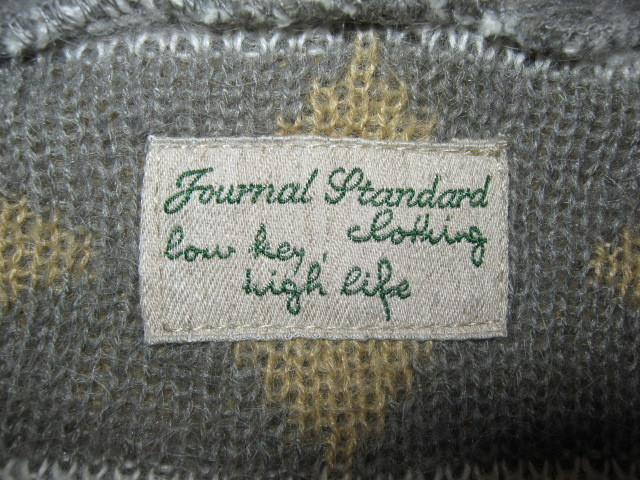 Journal Standard
clothing
low key,
high life